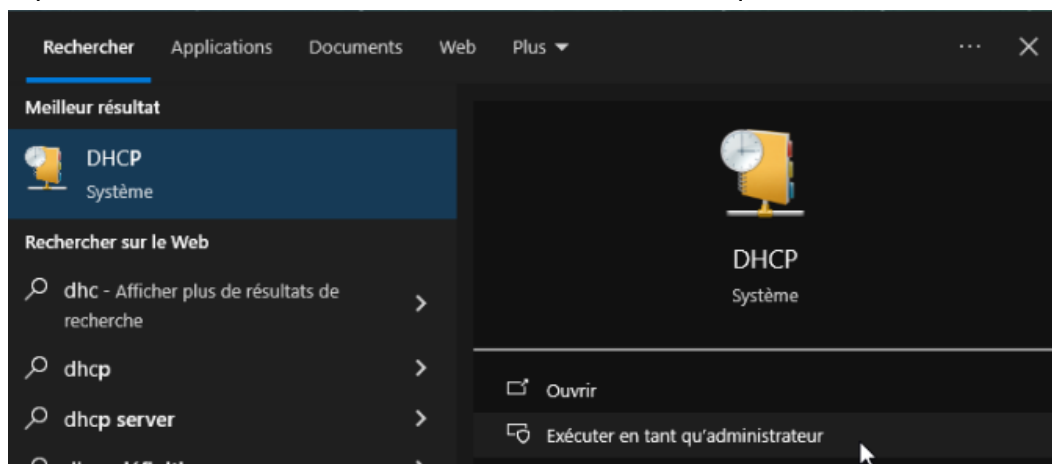 Rechercher Applications Documents Web Plus
Meilleur résultat
DHCP
Système
Rechercher sur le Web
dhc - Afficher plus de résultats de
recherche
dhcp
dhcp server
DHCP
Système
Ouvrir
Exécuter en tant qu'administrateur